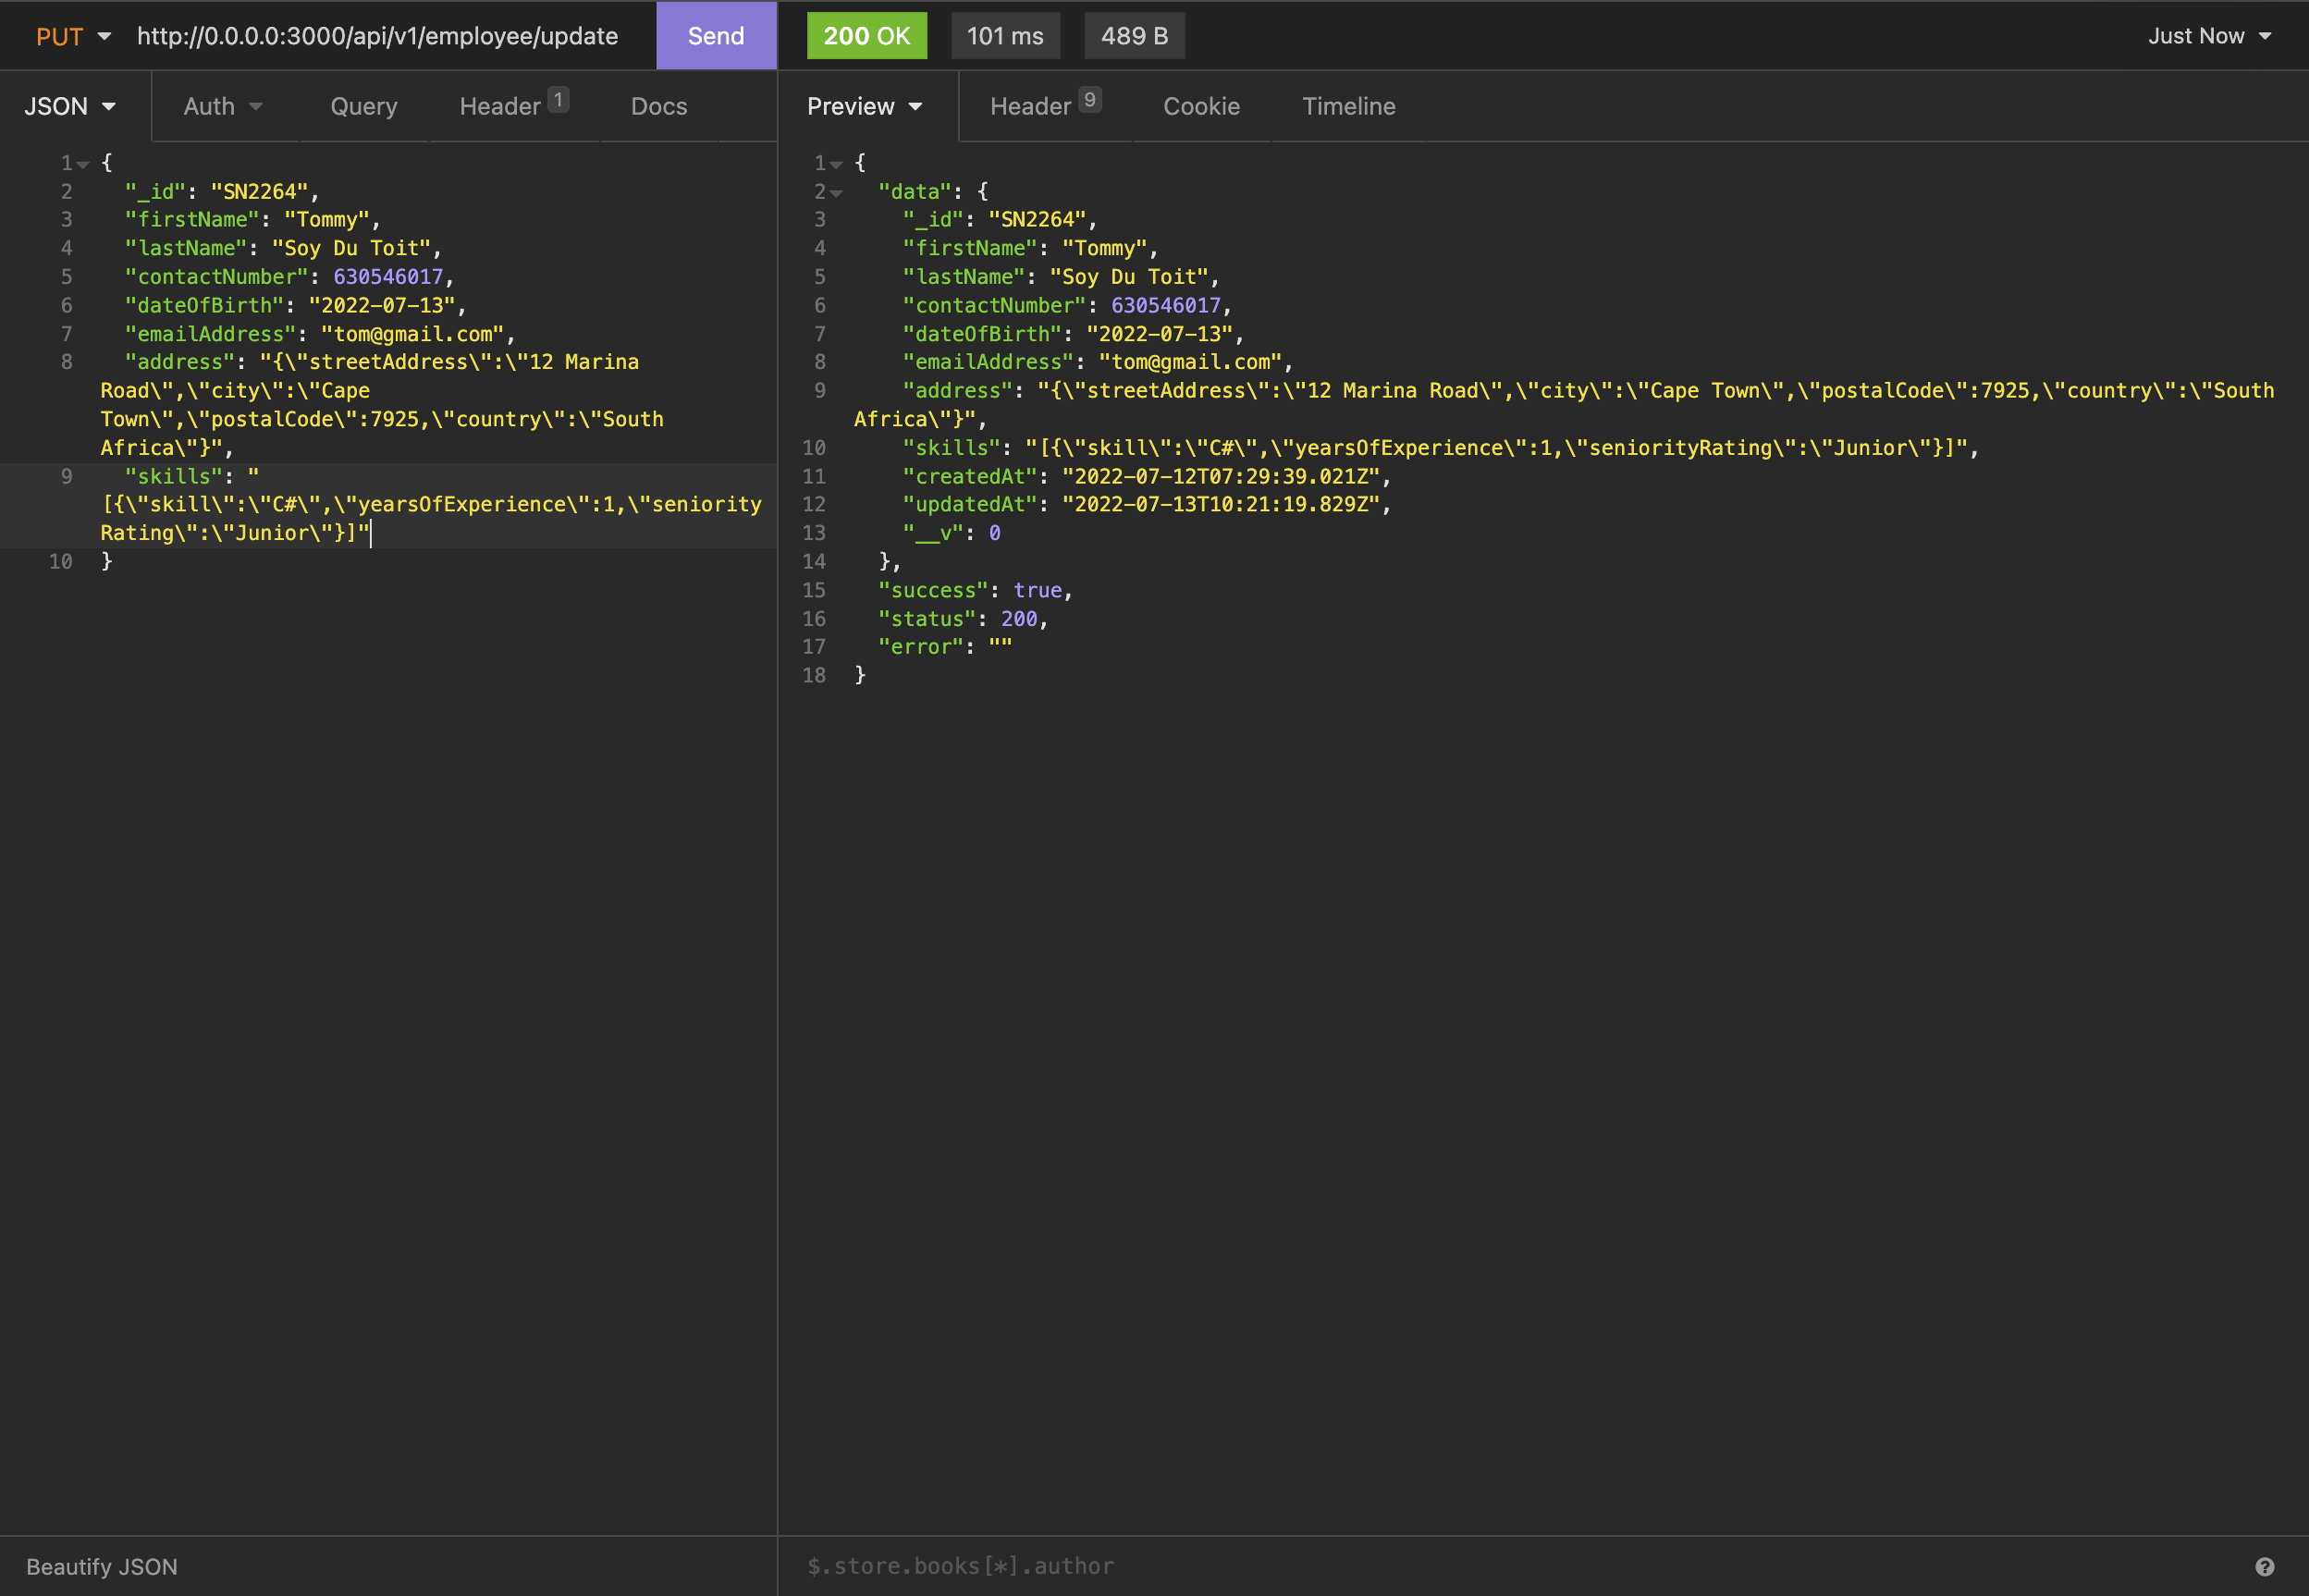 PUT http://0.0.0.0:3000/api/v1/employee/update Send 200 OK 101 ms 489 B Just Now
JSON Auth Query Header 1 Docs
1 {
2 "_id": "SN2264",
3 "firstName": "Tommy",
4 "lastName": "Soy Du Toit",
5 "contactNumber": 630546017,
6 "dateOfBirth": "2022-07-13",
7 "emailAddress": "tom@gmail.com",
8 "address": "{\"streetAddress\":\"12 Marina
Road\",\"city\":\"Cape
Town\",\"postalCode\":7925,\"country\":\"South
Africa\"}",
9 "skills": "
[{\"skill\":\"C#\",\"yearsOfExperience\":1,\"seniority
Rating\":\"Junior\"}]"
10 }
Beautify JSON
Preview Header 9 Cookie Timeline
1 {
2 "data": {
3 "_id": "SN2264",
4 "firstName": "Tommy",
5 "lastName": "Soy Du Toit",
6 "contactNumber": 630546017,
7 "dateOfBirth": "2022-07-13",
8 "emailAddress": "tom@gmail.com",
9 "address": "{\"streetAddress\":\"12 Marina Road\",\"city\":\"Cape Town\",\"postalCode\":7925,\"country\":\"South
Africa\"}",
10 "skills": "[{\"skill\":\"C#\",\"yearsOfExperience\":1,\"seniorityRating\":\"Junior\"}]",
11 "createdAt": "2022-07-12T07:29:39.021Z",
12 "updatedAt": "2022-07-13T10:21:19.829Z",
13 "__v": 0
14 },
15 "success": true,
16 "status": 200,
17 "error": ""
18 }
$.store.books[*].author ?